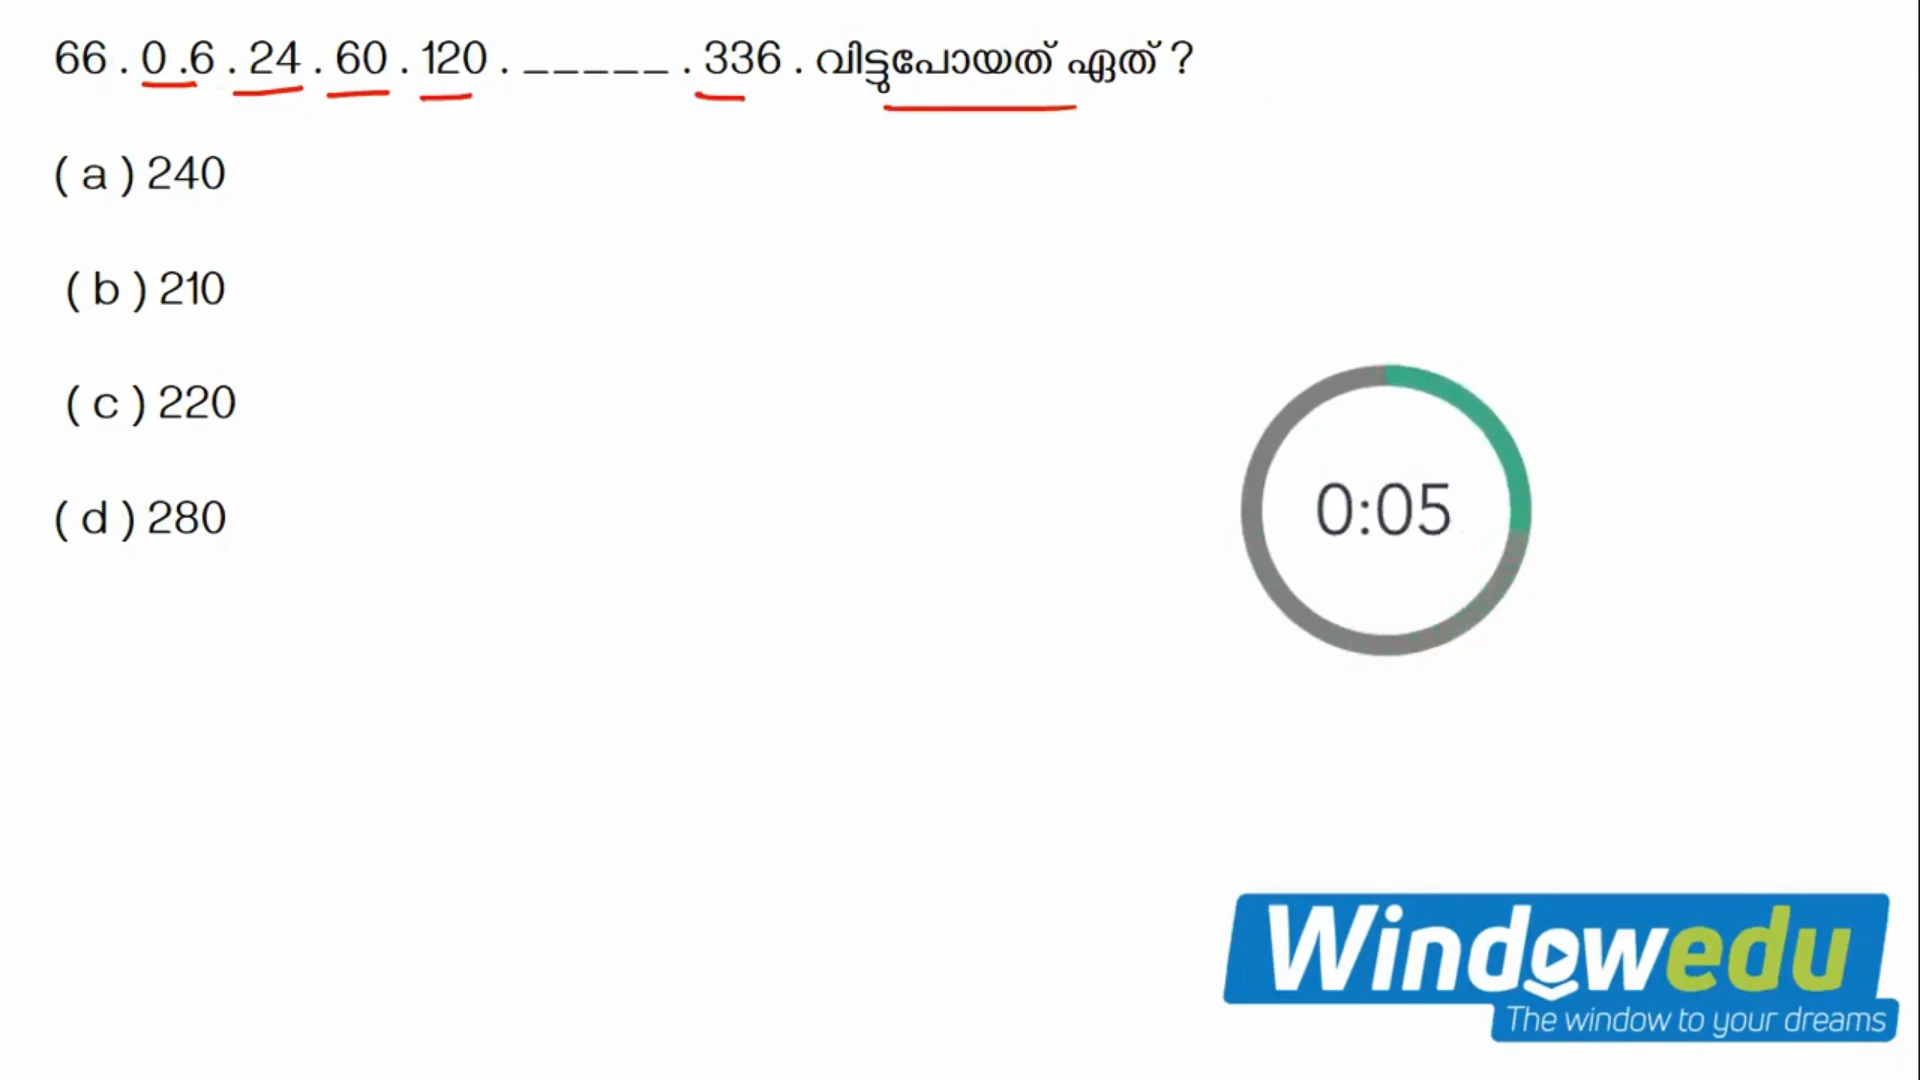 66 . 0 .6 . 24 . 60 . 120 . _____ . 336 . വിട്ടുപോയത് ഏത് ?
( a ) 240
( b ) 210
( c ) 220
( d ) 280
0:05
Windowedu
The window to your dreams